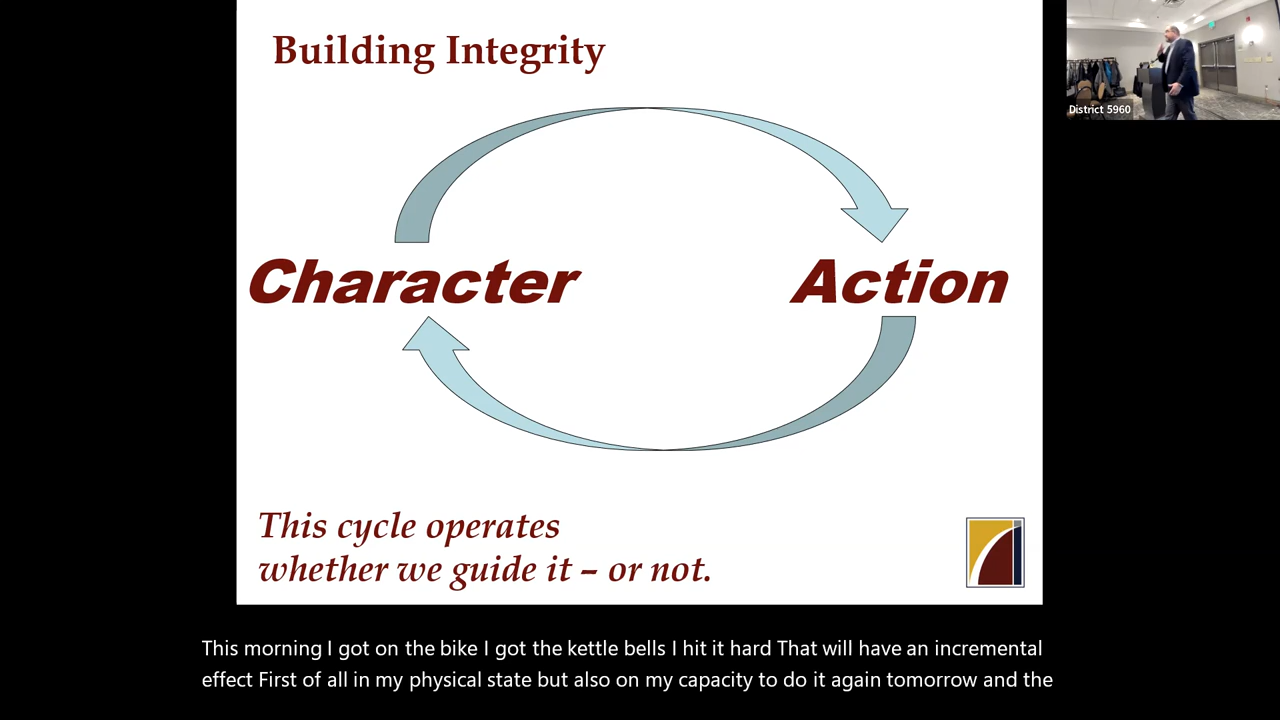 Building Integrity
District 5960
Character
Action
This cycle operates
whether we guide it – or not.
This morning I got on the bike I got the kettle bells I hit it hard That will have an incremental
effect First of all in my physical state but also on my capacity to do it again tomorrow and the